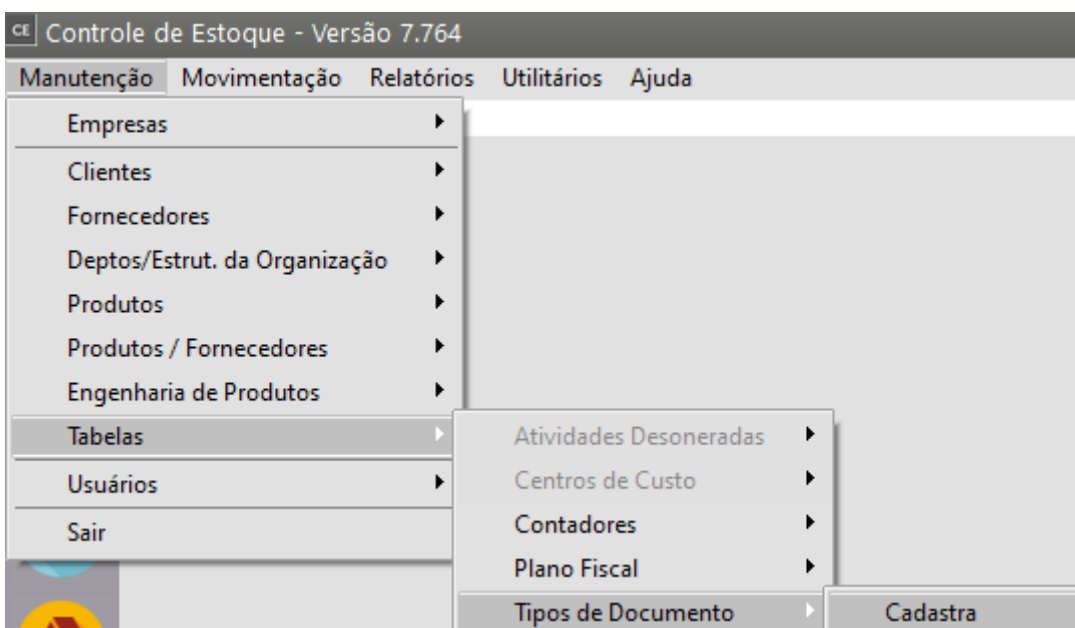 CE Controle de Estoque - Versão 7.764
Manutenção Movimentação Relatórios Utilitários Ajuda
Empresas
Clientes
Fornecedores
Deptos/Estrut. da Organização
Produtos
Produtos / Fornecedores
Engenharia de Produtos
Tabelas
Usuários
Sair
Atividades Desoneradas
Centros de Custo
Contadores
Plano Fiscal
Tipos de Documento
Cadastra